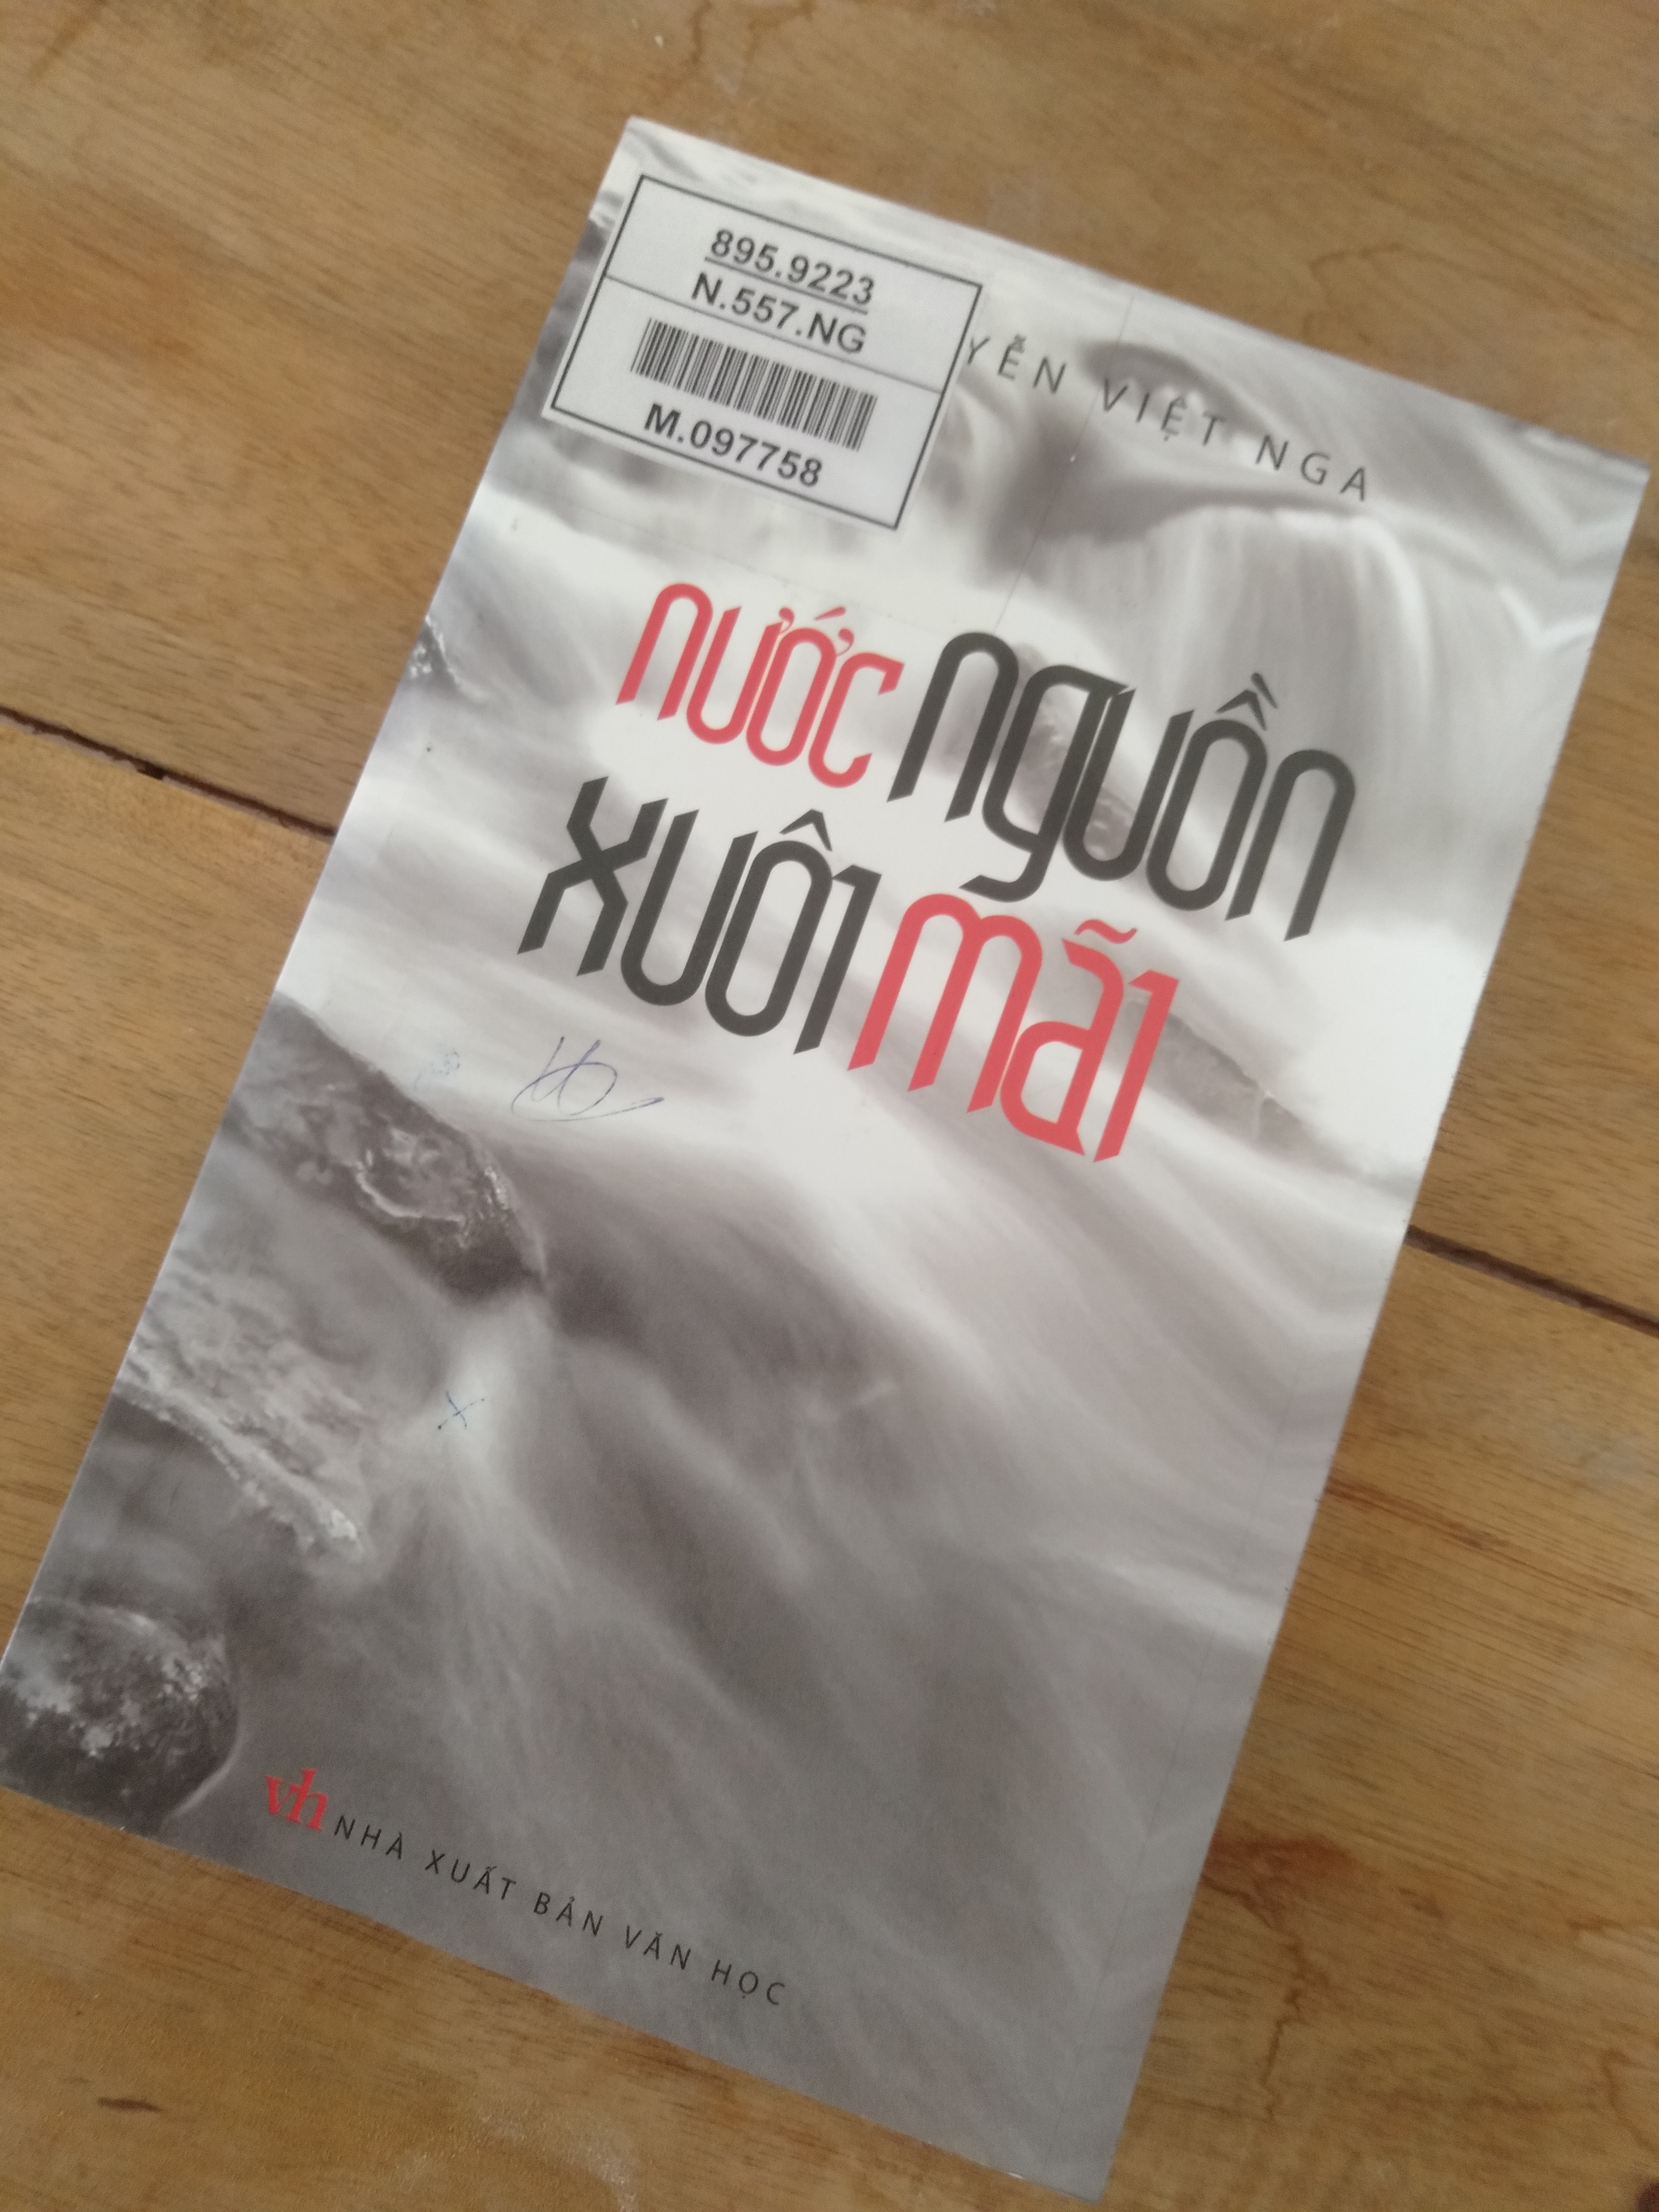 895.9223
N.557.NG
M.097758
YỄN VIỆT NGA
nước nguồn
xuôi mãi
vh NHÀ XUẤT BẢN VĂN HỌC